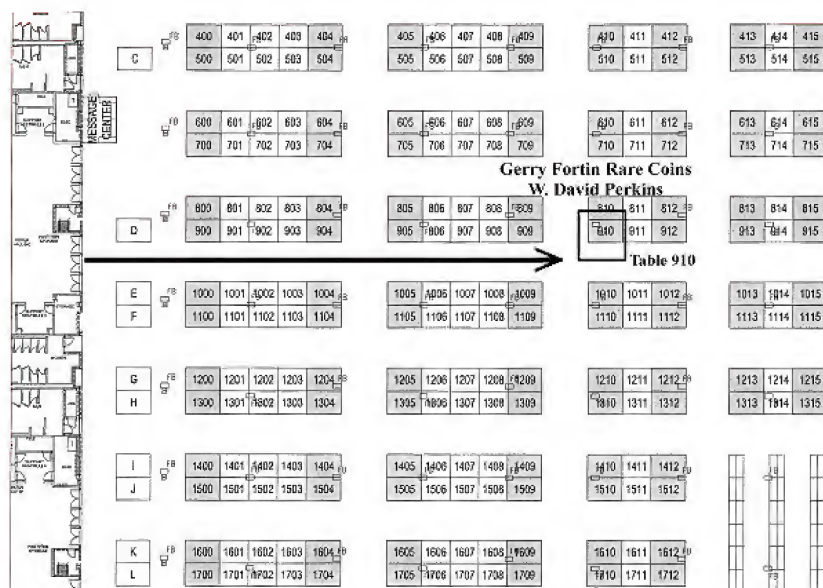 400 401 402 403 404 405 406 407 408 409 410 411 412 413 414 415
C 500 501 502 503 504 505 506 507 508 509 510 511 512 513 514 515
MESSAGE
CENTER
600 601 602 603 604 605 606 607 608 609 610 611 612 613 614 615
700 701 702 703 704 705 706 707 708 709 710 711 712 713 714 715
Gerry Fortin Rare Coins
W. David Perkins
800 801 802 803 804 805 806 807 808 809 810 811 812 813 814 815
D 900 901 902 903 904 905 906 907 908 909 910 911 912 913 914 915
Table 910
E 1000 1001 1002 1003 1004 1005 1006 1007 1008 1009 1010 1011 1012 1013 1014 1015
F 1100 1101 1102 1103 1104 1105 1106 1107 1108 1109 1110 1111 1112 1113 1114 1115
G 1200 1201 1202 1203 1204 1205 1206 1207 1208 1209 1210 1211 1212 1213 1214 1215
H 1300 1301 1302 1303 1304 1305 1306 1307 1308 1309 1310 1311 1312 1313 1314 1315
I 1400 1401 1402 1403 1404 1405 1406 1407 1408 1409 1410 1411 1412
J 1500 1501 1502 1503 1504 1505 1506 1507 1508 1509 1510 1511 1512
K 1600 1601 1602 1603 1604 1605 1606 1607 1608 1609 1610 1611 1612
L 1700 1701 1702 1703 1704 1705 1706 1707 1708 1709 1710 1711 1712